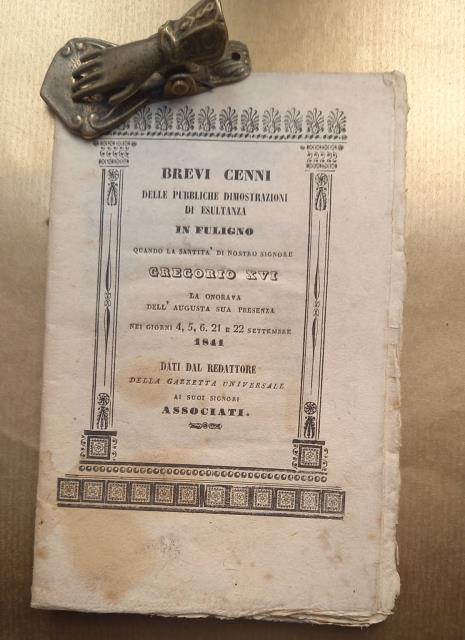 BREVI CENNI
DELLE PUBBLICHE DIMOSTRAZIONI
DI ESULTANZA
IN FULIGNO
QUANDO LA SANTITA' DI NOSTRO SIGNORE
GREGORIO XVI
LA ONORAVA
DELL' AUGUSTA SUA PRESENZA
NEI GIORNI 4, 5, 6. 21 E 22 SETTEMBRE
1841
DATI DAL REDATTORE
DELLA GAZZETTA UNIVERSALE
AI SUOI SIGNORI
ASSOCIATI.